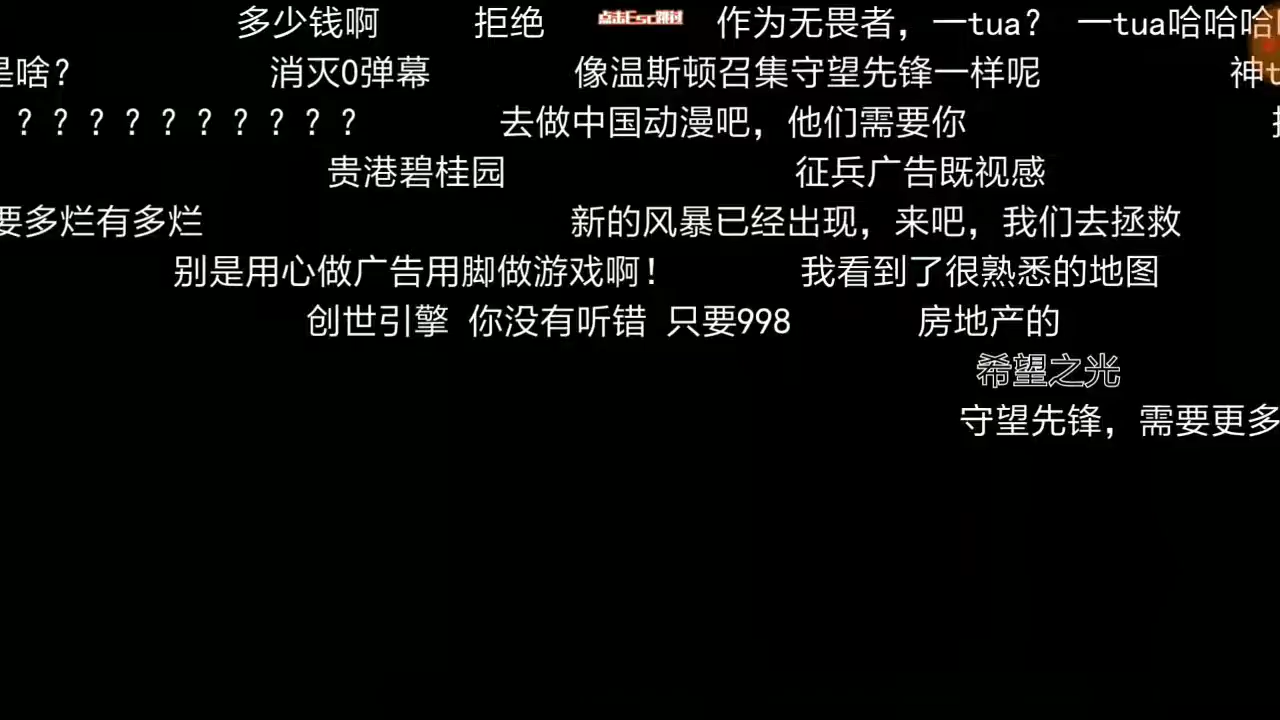 多少钱啊 拒绝 点击Esc跳过 作为无畏者，一tua？ 一tua哈哈哈
是啥？ 消灭0弹幕 像温斯顿召集守望先锋一样呢 神t
？？？？？？？？？？ 去做中国动漫吧，他们需要你
贵港碧桂园 征兵广告既视感
要多烂有多烂 新的风暴已经出现，来吧，我们去拯救
别是用心做广告用脚做游戏啊！ 我看到了很熟悉的地图
创世引擎 你没有听错 只要998 房地产的
希望之光
守望先锋，需要更多